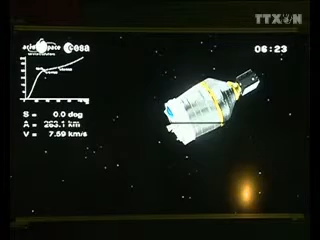 TTXVN
arianespace esa
06:23
S = 0.0 deg
A = 263.1 km
V = 7.59 km/s